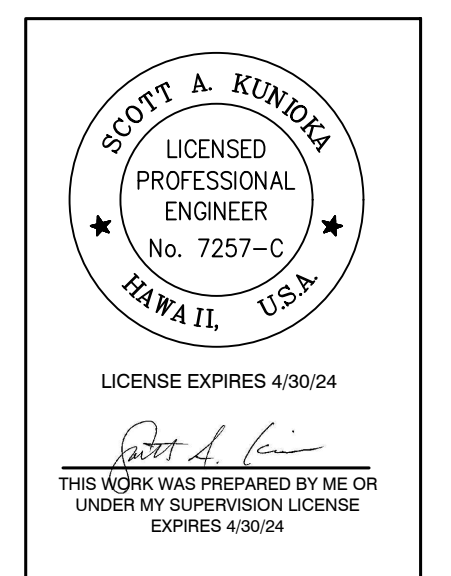 SCOTT A. KUNIOKA
LICENSED
PROFESSIONAL
ENGINEER
No. 7257-C
HAWAII, U.S.A.
LICENSE EXPIRES 4/30/24
THIS WORK WAS PREPARED BY ME OR
UNDER MY SUPERVISION LICENSE
EXPIRES 4/30/24